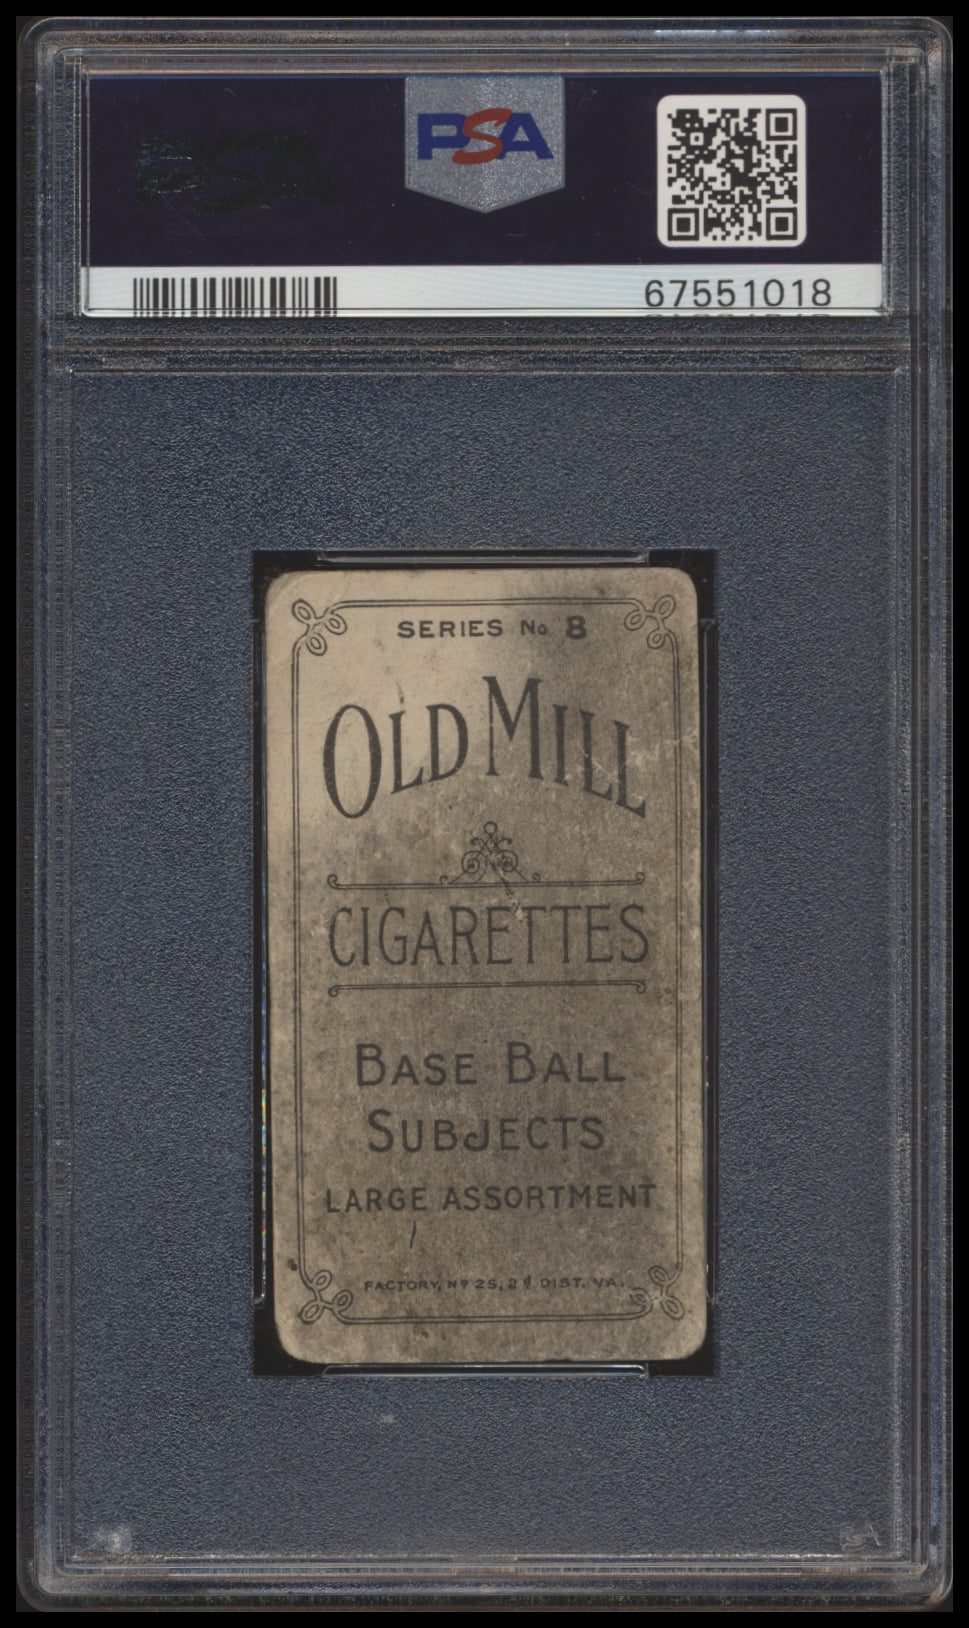 PSA
67551018
SERIES No 8
OLD MILL
CIGARETTES
BASE BALL
SUBJECTS
LARGE ASSORTMENT
FACTORY, Nº 25, 2d DIST. VA.